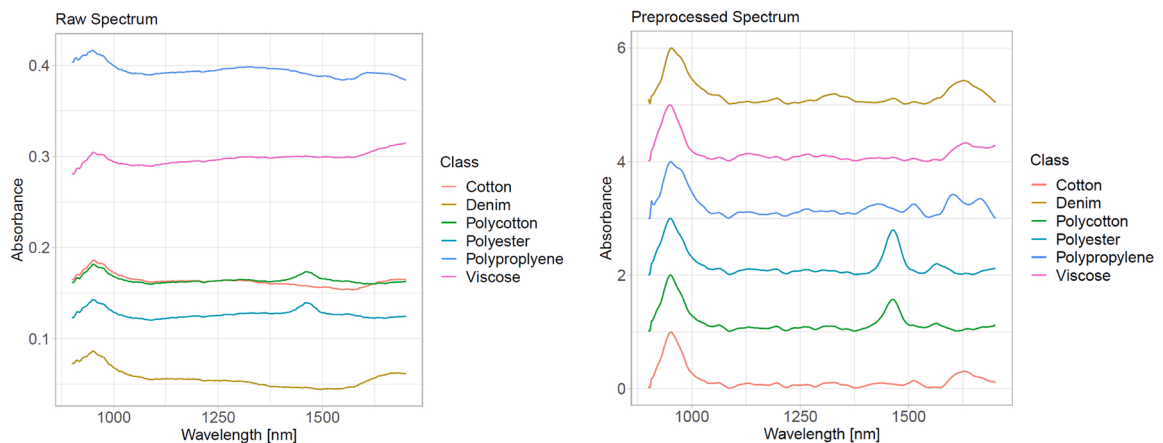 Raw Spectrum
0.4
0.3
0.2
0.1
Absorbance
1000
1250
1500
Wavelength [nm]
Class
Cotton
Denim
Polycotton
Polyester
Polyproplyene
Viscose
Preprocessed Spectrum
6
4
2
0
Absorbance
1000
1250
1500
Wavelength [nm]
Class
Cotton
Denim
Polycotton
Polyester
Polypropylene
Viscose